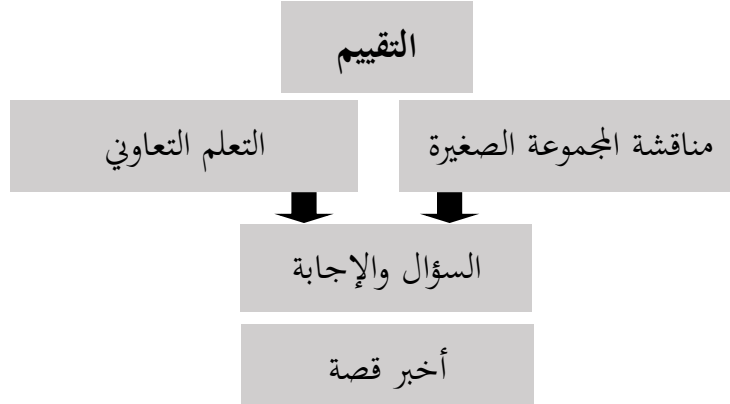 التقييم
مناقشة المجموعة الصغيرة
التعلم التعاوني
السؤال والإجابة
أخبر قصة